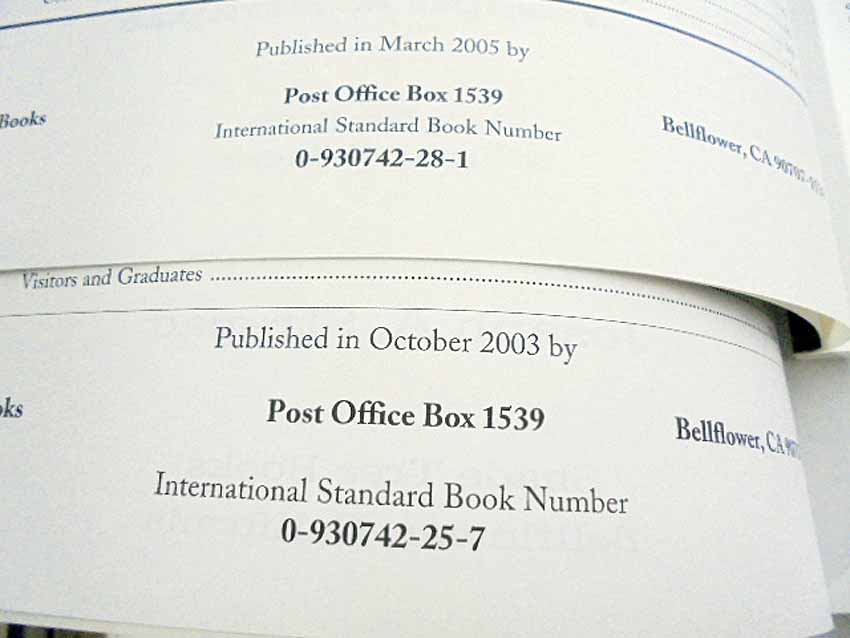 Published in March 2005 by
Books
Post Office Box 1539
Bellflower, CA
International Standard Book Number
0-930742-28-1
Visitors and Graduates
Published in October 2003 by
Post Office Box 1539
Bellflower, CA
International Standard Book Number
0-930742-25-7